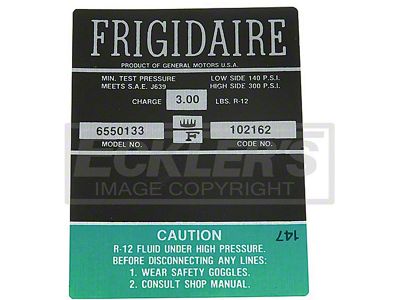 FRIGIDAIRE
PRODUCT OF GENERAL MOTORS U.S.A.
MIN. TEST PRESSURE LOW SIDE 140 P.S.I.
MEETS S.A.E. J639 HIGH SIDE 300 P.S.I.
CHARGE 3.00 LBS. R-12
6550133 F 102162
MODEL NO. CODE NO.
ECKLER'S
IMAGE COPYRIGHT
147
CAUTION
R-12 FLUID UNDER HIGH PRESSURE.
BEFORE DISCONNECTING ANY LINES:
1. WEAR SAFETY GOGGLES.
2. CONSULT SHOP MANUAL.